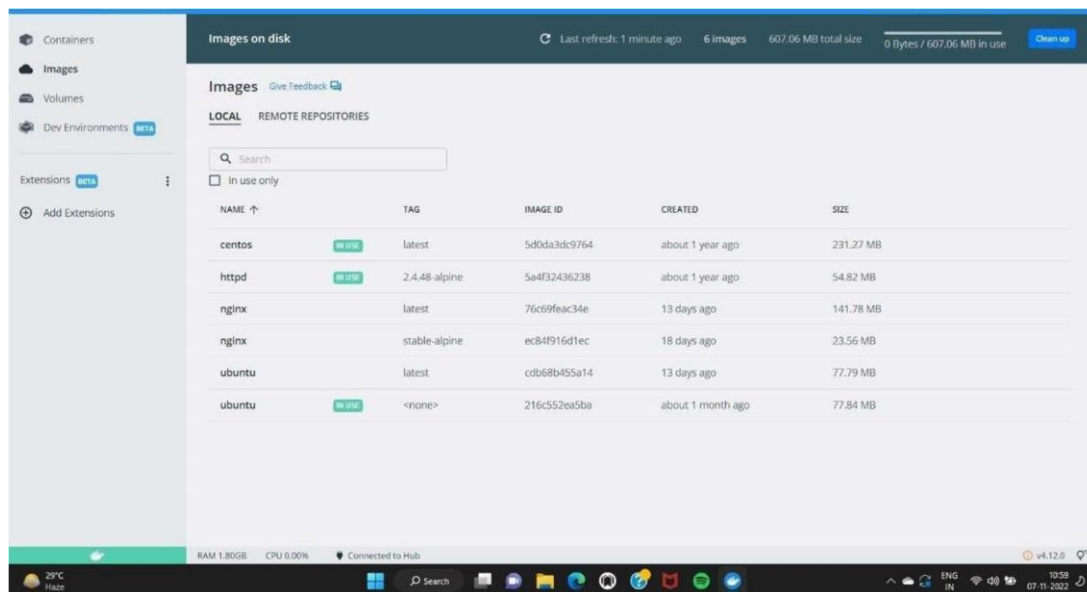 Containers
Images
Volumes
Dev Environments BETA
Extensions BETA
Add Extensions
Images on disk
Last refresh: 1 minute ago 6 images 607.06 MB total size 0 Bytes / 607.06 MB in use Clean up
Images Give Feedback
LOCAL REMOTE REPOSITORIES
Search
In use only
NAME TAG IMAGE ID CREATED SIZE
centos IN USE latest 5d0da3dc9764 about 1 year ago 231.27 MB
httpd IN USE 2.4.48-alpine 5a4f32436238 about 1 year ago 54.82 MB
nginx latest 76c69feac34e 13 days ago 141.78 MB
nginx stable-alpine ec84f916d1ec 18 days ago 23.56 MB
ubuntu latest cdb68b455a14 13 days ago 77.79 MB
ubuntu IN USE <none> 216c552ea5ba about 1 month ago 77.84 MB
RAM 1.80GB CPU 0.00% Connected to Hub v4.12.0
29°C
Haze
Search
ENG
IN
10:59
07-11-2022